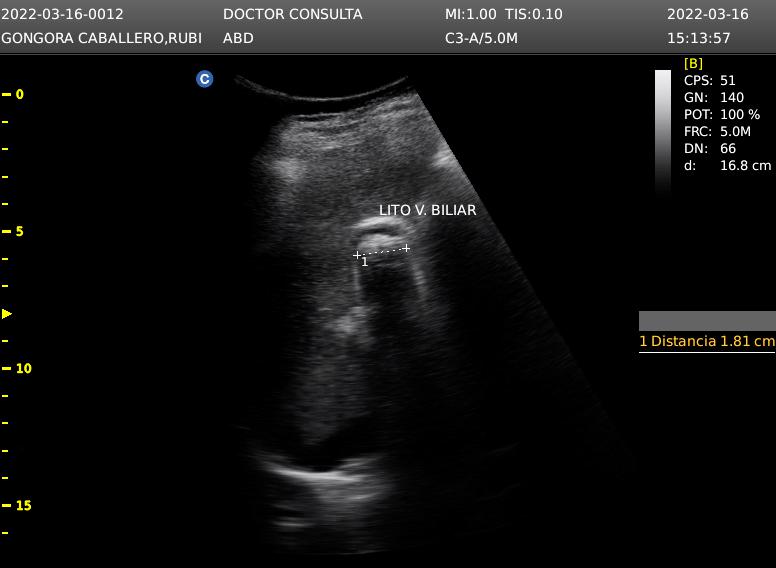 2022-03-16-0012 DOCTOR CONSULTA MI:1.00 TIS:0.10 2022-03-16
GONGORA CABALLERO,RUBI ABD C3-A/5.0M 15:13:57
C
[B]
CPS: 51
GN: 140
POT: 100 %
FRC: 5.0M
DN: 66
d: 16.8 cm
0
5
10
15
LITO V. BILIAR
1
1 Distancia 1.81 cm